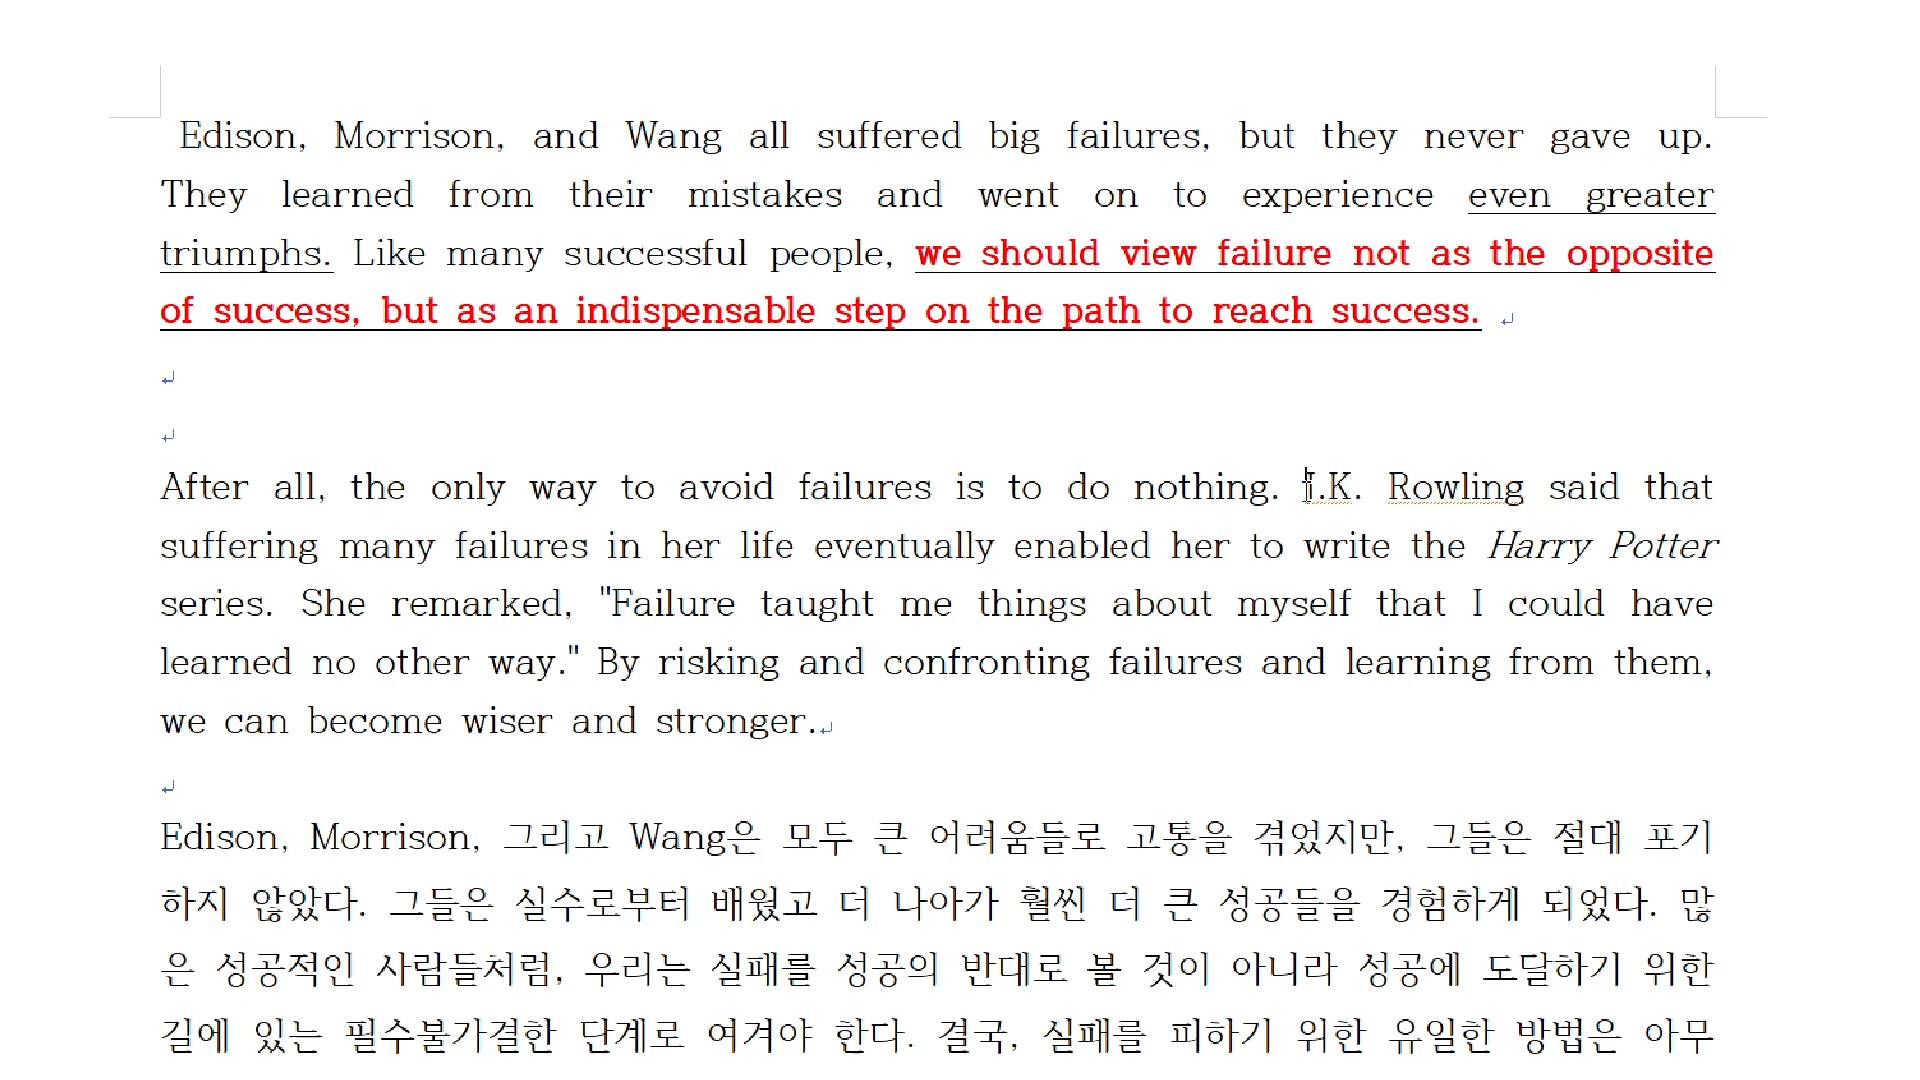 Edison, Morrison, and Wang all suffered big failures, but they never gave up.
They learned from their mistakes and went on to experience even greater
triumphs. Like many successful people, we should view failure not as the opposite
of success, but as an indispensable step on the path to reach success.
After all, the only way to avoid failures is to do nothing. J.K. Rowling said that
suffering many failures in her life eventually enabled her to write the Harry Potter
series. She remarked, "Failure taught me things about myself that I could have
learned no other way." By risking and confronting failures and learning from them,
we can become wiser and stronger.
Edison, Morrison, 그리고 Wang은 모두 큰 어려움들로 고통을 겪었지만, 그들은 절대 포기
하지 않았다. 그들은 실수로부터 배웠고 더 나아가 훨씬 더 큰 성공들을 경험하게 되었다. 많
은 성공적인 사람들처럼, 우리는 실패를 성공의 반대로 볼 것이 아니라 성공에 도달하기 위한
길에 있는 필수불가결한 단계로 여겨야 한다. 결국, 실패를 피하기 위한 유일한 방법은 아무